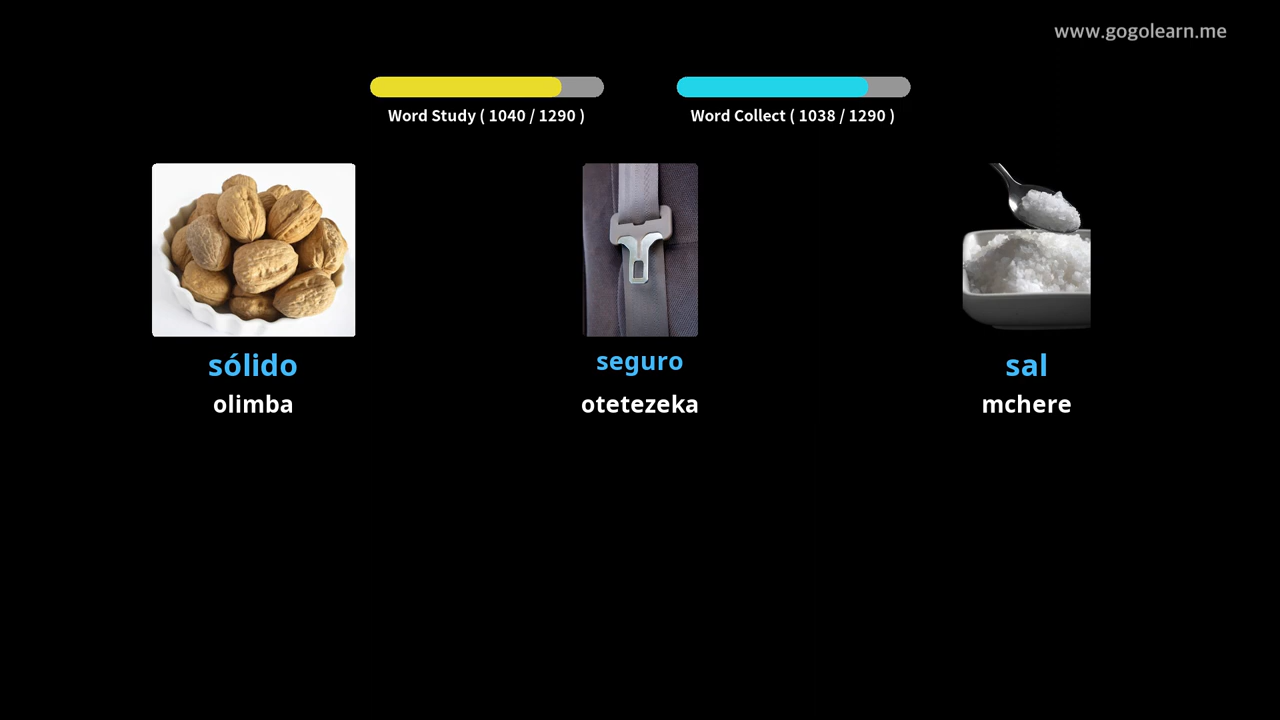 www.gogolearn.me
Word Study ( 1040 / 1290 )
Word Collect ( 1038 / 1290 )
sólido
olimba
seguro
otetezeka
sal
mchere